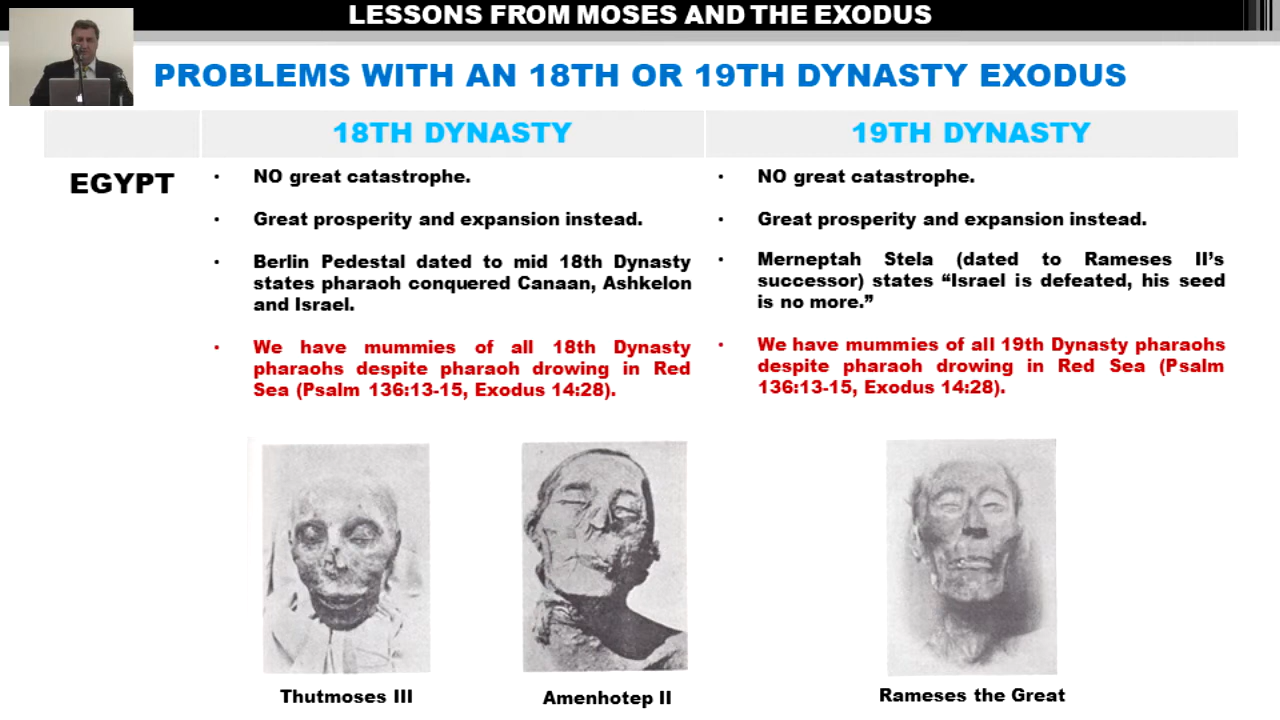 LESSONS FROM MOSES AND THE EXODUS
PROBLEMS WITH AN 18TH OR 19TH DYNASTY EXODUS
18TH DYNASTY
19TH DYNASTY
EGYPT
• NO great catastrophe.
• Great prosperity and expansion instead.
• Berlin Pedestal dated to mid 18th Dynasty
states pharaoh conquered Canaan, Ashkelon
and Israel.
• We have mummies of all 18th Dynasty
pharaohs despite pharaoh drowing in Red
Sea (Psalm 136:13-15, Exodus 14:28).
• NO great catastrophe.
• Great prosperity and expansion instead.
• Merneptah Stela (dated to Rameses II’s
successor) states “Israel is defeated, his seed
is no more.”
• We have mummies of all 19th Dynasty pharaohs
despite pharaoh drowing in Red Sea (Psalm
136:13-15, Exodus 14:28).
Thutmoses III
Amenhotep II
Rameses the Great